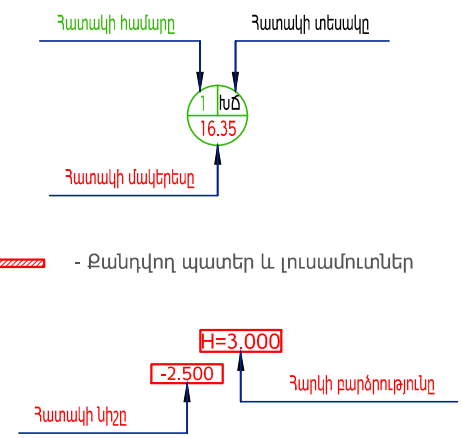 Հատակի համարը
Հատակի տեսակը
1 ԽՃ
16.35
Հատակի մակերեսը
- Քանդվող պատեր և լուսամուտներ
H=3.000
-2.500
Հարկի բարձրությունը
Հատակի նիշը